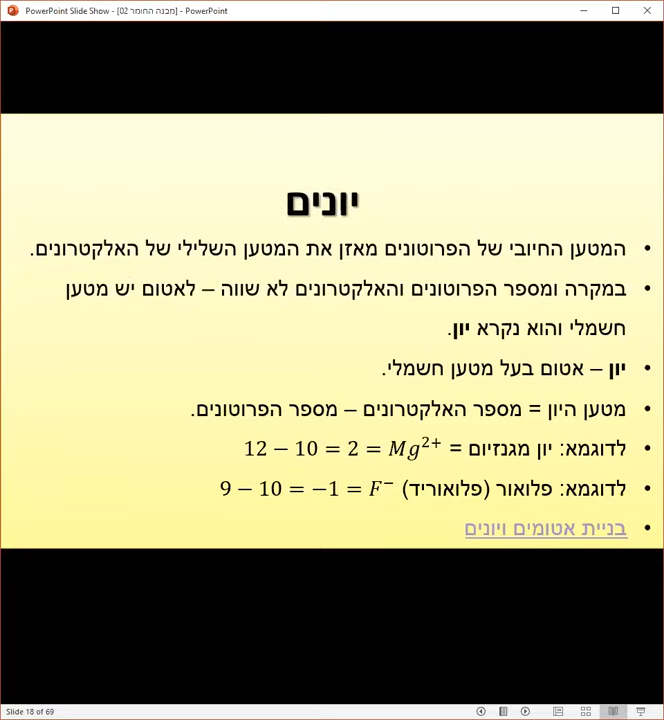 PowerPoint Slide Show - [מבנה החומר 02] - PowerPoint
יונים
• המטען החיובי של הפרוטונים מאזן את המטען השלילי של האלקטרונים.
• במקרה ומספר הפרוטונים והאלקטרונים לא שווה – לאטום יש מטען
חשמלי והוא נקרא יון.
• יון – אטום בעל מטען חשמלי.
• מטען היון = מספר האלקטרונים – מספר הפרוטונים.
• לדוגמא: יון מגנזיום = 12 − 10 = 2 = Mg²⁺
• לדוגמא: פלואור (פלואוריד) 9 − 10 = −1 = F⁻
• בניית אטומים ויונים
Slide 18 of 69